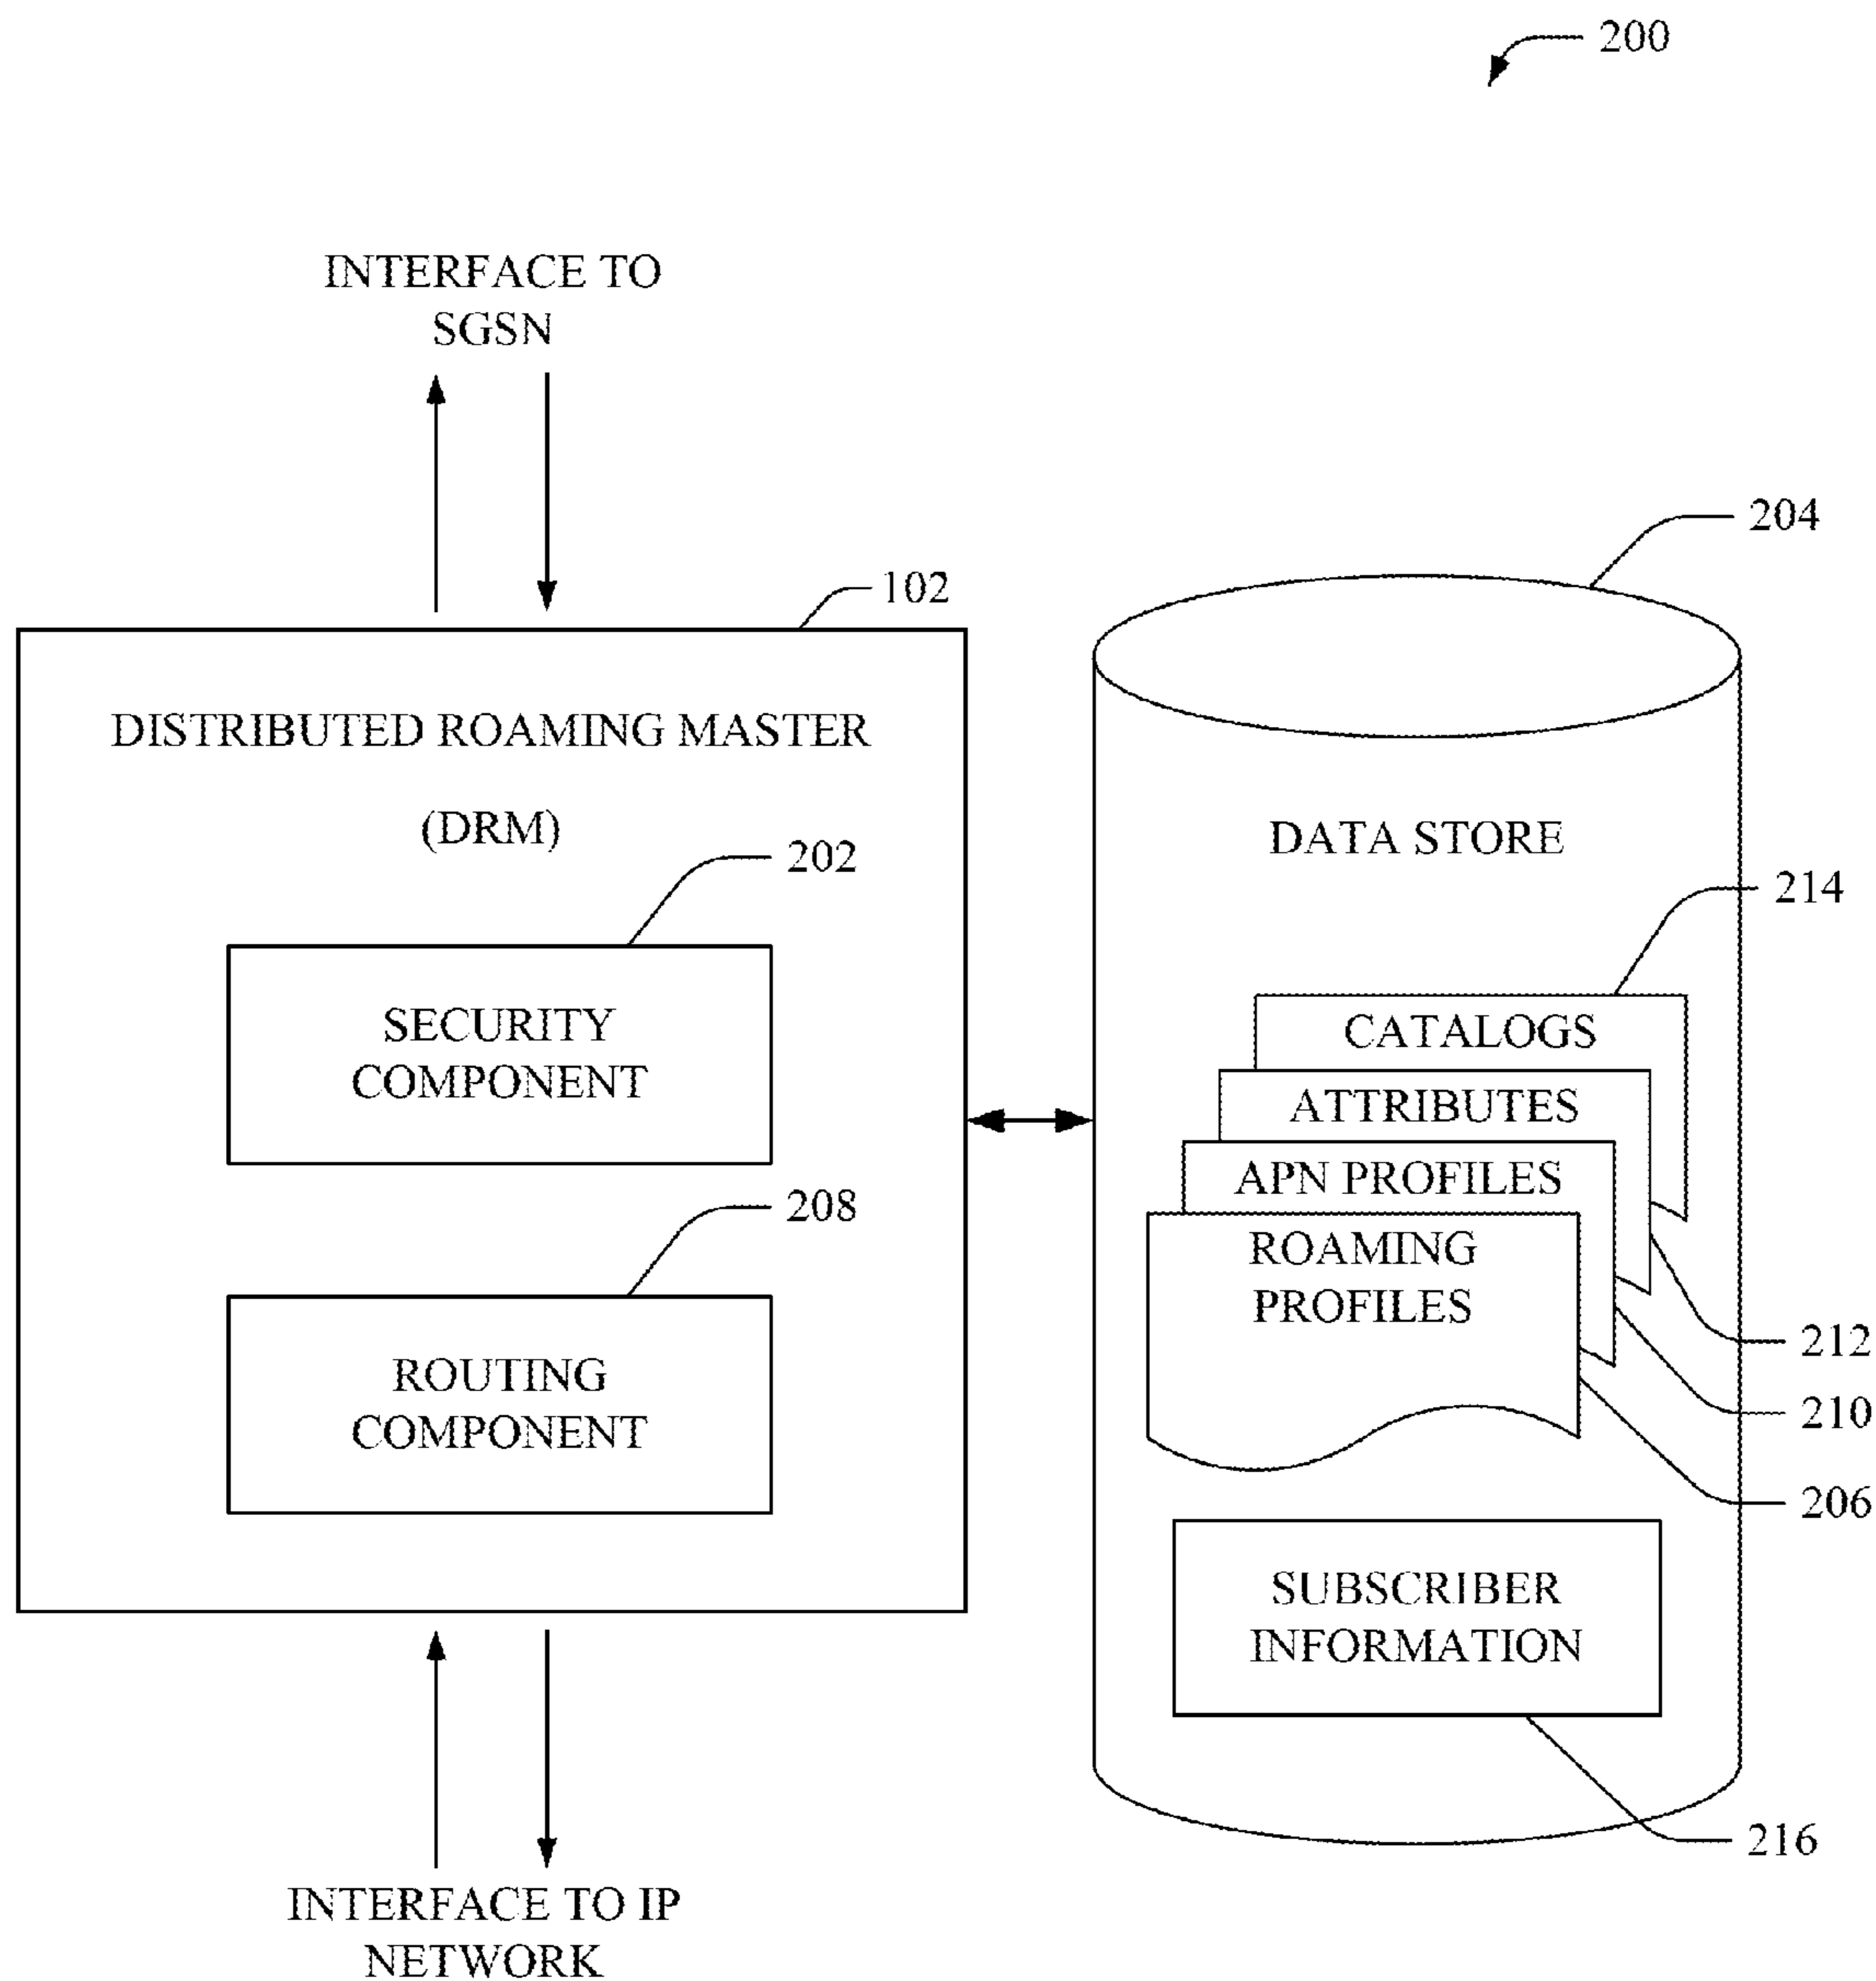 200
INTERFACE TO
SGSN
204
102
DISTRIBUTED ROAMING MASTER
(DRM)
202
DATA STORE
214
SECURITY
COMPONENT
CATALOGS
ATTRIBUTES
APN PROFILES
208
ROAMING
PROFILES
212
ROUTING
COMPONENT
210
206
SUBSCRIBER
INFORMATION
216
INTERFACE TO IP
NETWORK